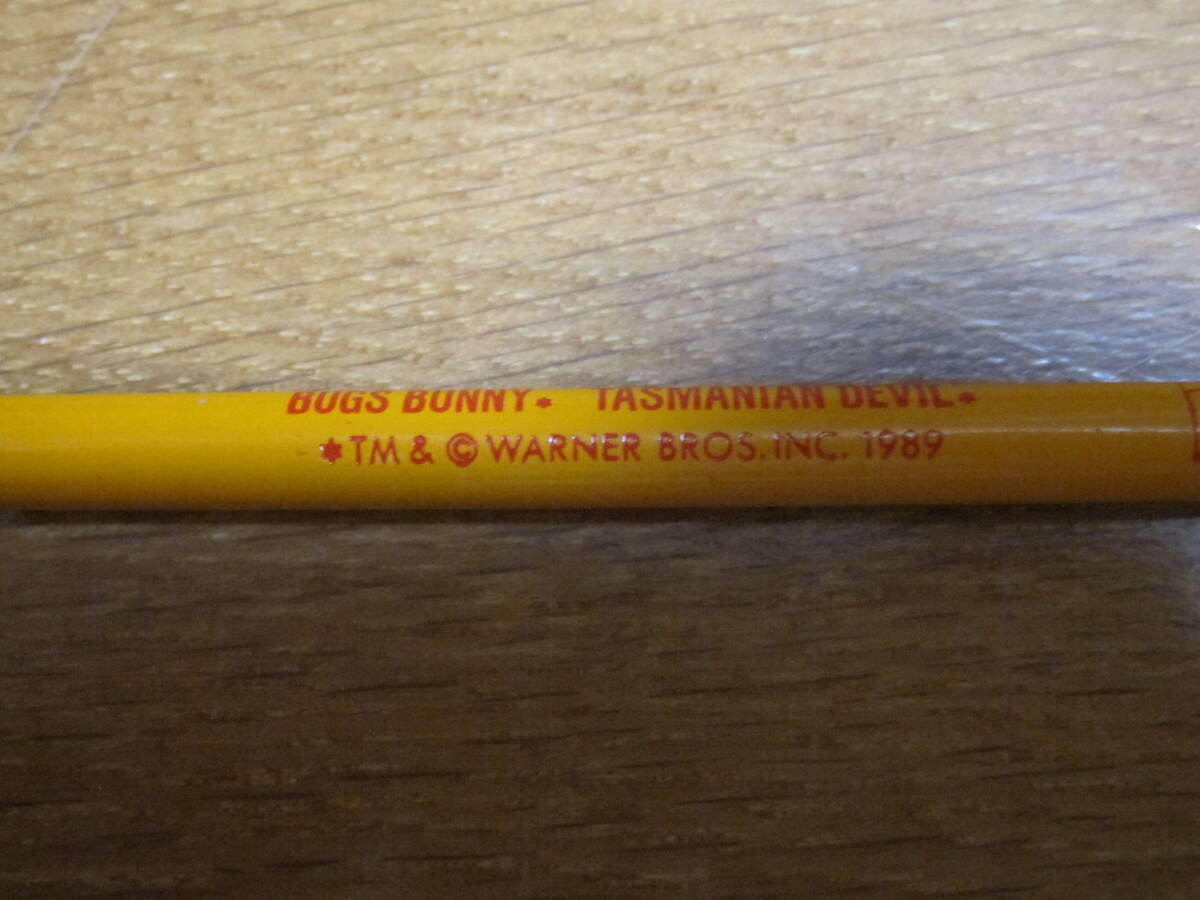 BUGS BUNNY* TASMANIAN DEVIL*
*TM & © WARNER BROS. INC. 1989